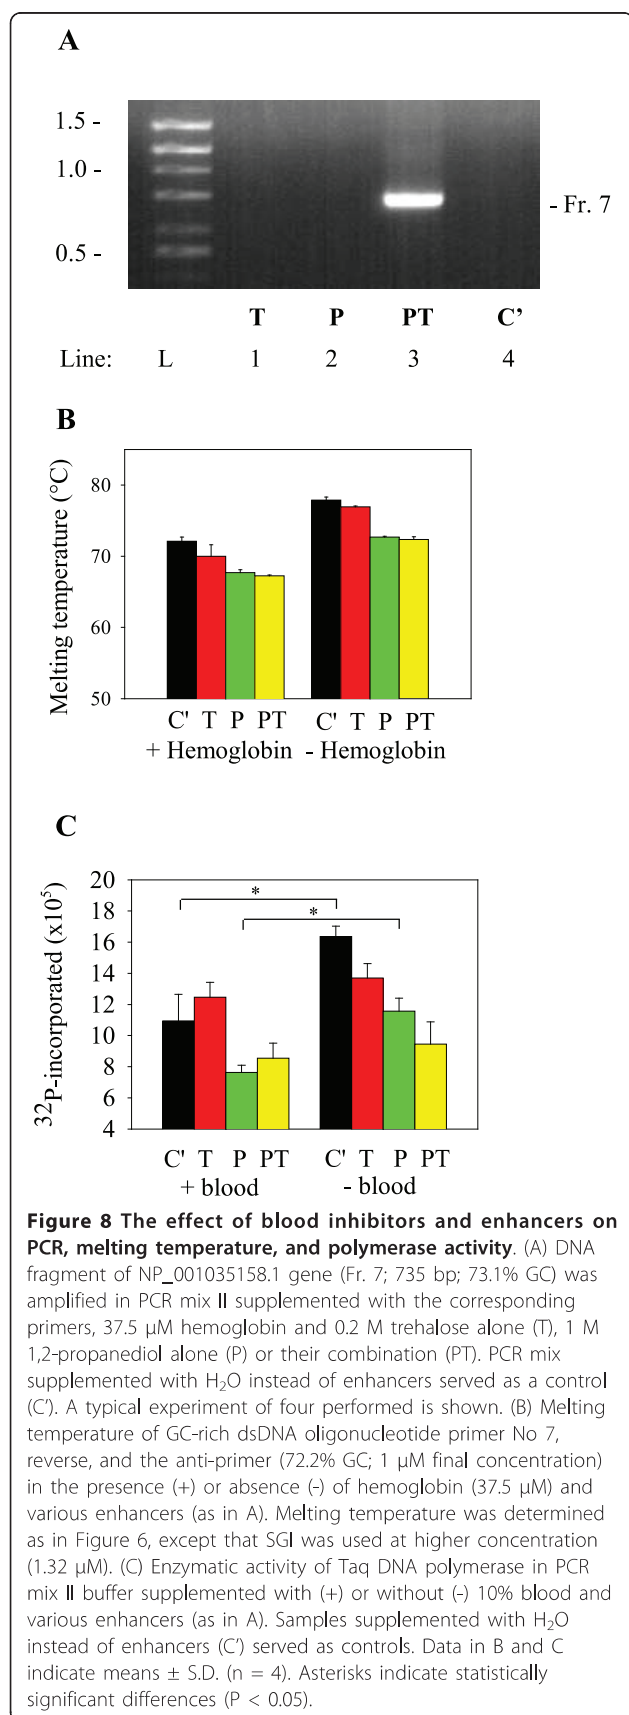 A
1.5 -
1.0 -
0.5 -
- Fr. 7
T P PT C’
Line: L 1 2 3 4
B
Melting temperature (°C)
80
70
60
50
C' T P PT C' T P PT
+ Hemoglobin - Hemoglobin
C
³²P-incorporated (x10⁵)
20
18
16
14
12
10
8
6
4
*
*
C' T P PT C' T P PT
+ blood - blood
Figure 8 The effect of blood inhibitors and enhancers on
PCR, melting temperature, and polymerase activity. (A) DNA
fragment of NP_001035158.1 gene (Fr. 7; 735 bp; 73.1% GC) was
amplified in PCR mix II supplemented with the corresponding
primers, 37.5 μM hemoglobin and 0.2 M trehalose alone (T), 1 M
1,2-propanediol alone (P) or their combination (PT). PCR mix
supplemented with H₂O instead of enhancers served as a control
(C’). A typical experiment of four performed is shown. (B) Melting
temperature of GC-rich dsDNA oligonucleotide primer No 7,
reverse, and the anti-primer (72.2% GC; 1 μM final concentration)
in the presence (+) or absence (-) of hemoglobin (37.5 μM) and
various enhancers (as in A). Melting temperature was determined
as in Figure 6, except that SGI was used at higher concentration
(1.32 μM). (C) Enzymatic activity of Taq DNA polymerase in PCR
mix II buffer supplemented with (+) or without (-) 10% blood and
various enhancers (as in A). Samples supplemented with H₂O
instead of enhancers (C’) served as controls. Data in B and C
indicate means ± S.D. (n = 4). Asterisks indicate statistically
significant differences (P < 0.05).